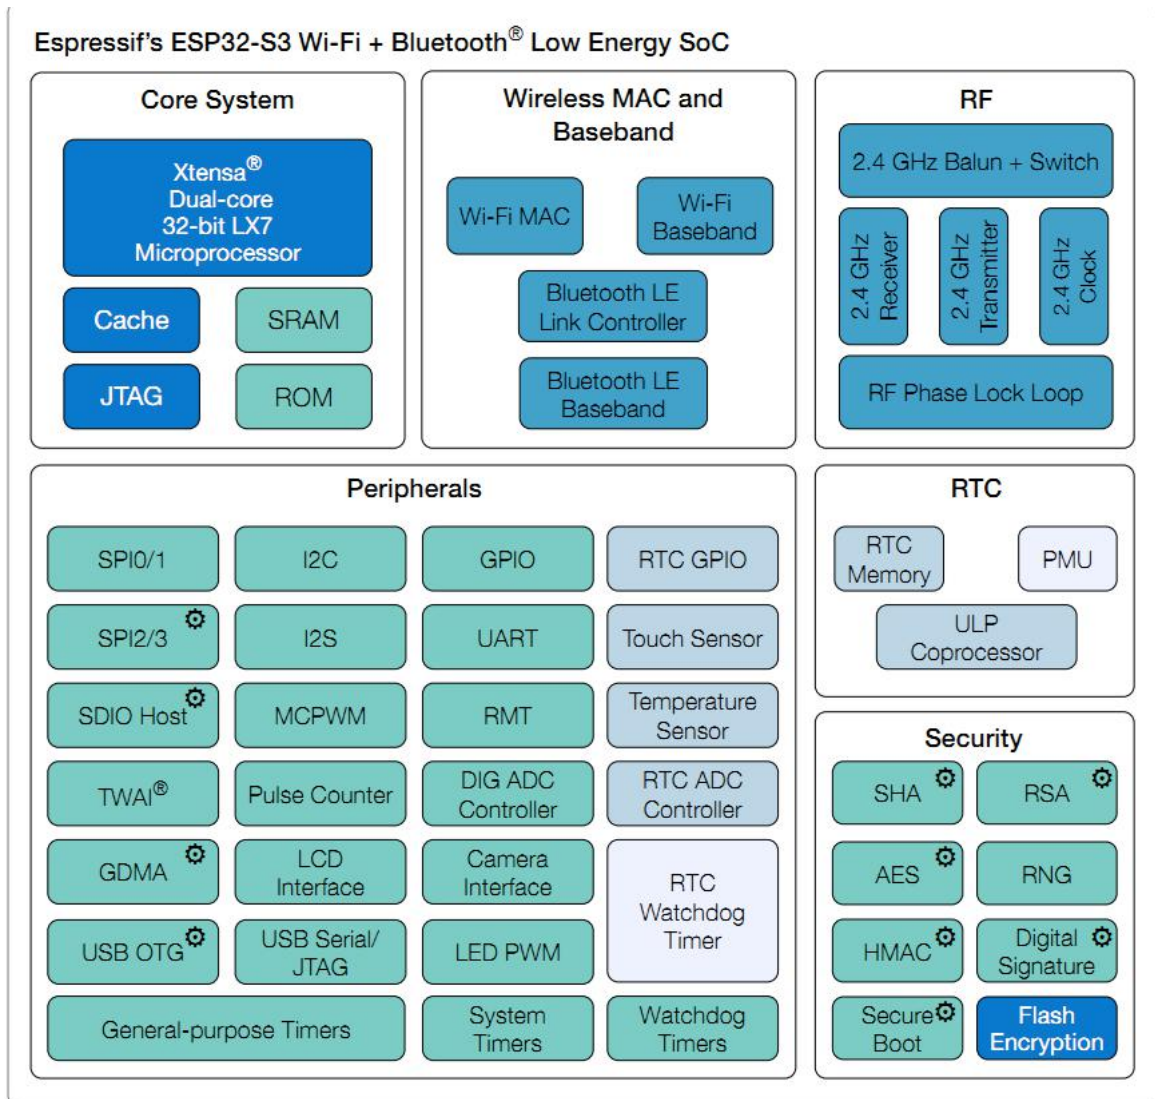 Espressif's ESP32-S3 Wi-Fi + Bluetooth® Low Energy SoC
Core System
Xtensa®
Dual-core
32-bit LX7
Microprocessor
Cache
SRAM
JTAG
ROM
Wireless MAC and
Baseband
Wi-Fi MAC
Wi-Fi
Baseband
Bluetooth LE
Link Controller
Bluetooth LE
Baseband
RF
2.4 GHz Balun + Switch
2.4 GHz
Receiver
2.4 GHz
Transmitter
2.4 GHz
Clock
RF Phase Lock Loop
Peripherals
SPI0/1
I2C
GPIO
RTC GPIO
SPI2/3
I2S
UART
Touch Sensor
SDIO Host
MCPWM
RMT
Temperature
Sensor
TWAI®
Pulse Counter
DIG ADC
Controller
RTC ADC
Controller
GDMA
LCD
Interface
Camera
Interface
RTC
Watchdog
Timer
USB OTG
USB Serial/
JTAG
LED PWM
General-purpose Timers
System
Timers
Watchdog
Timers
RTC
RTC
Memory
PMU
ULP
Coprocessor
Security
SHA
RSA
AES
RNG
HMAC
Digital
Signature
Secure
Boot
Flash
Encryption